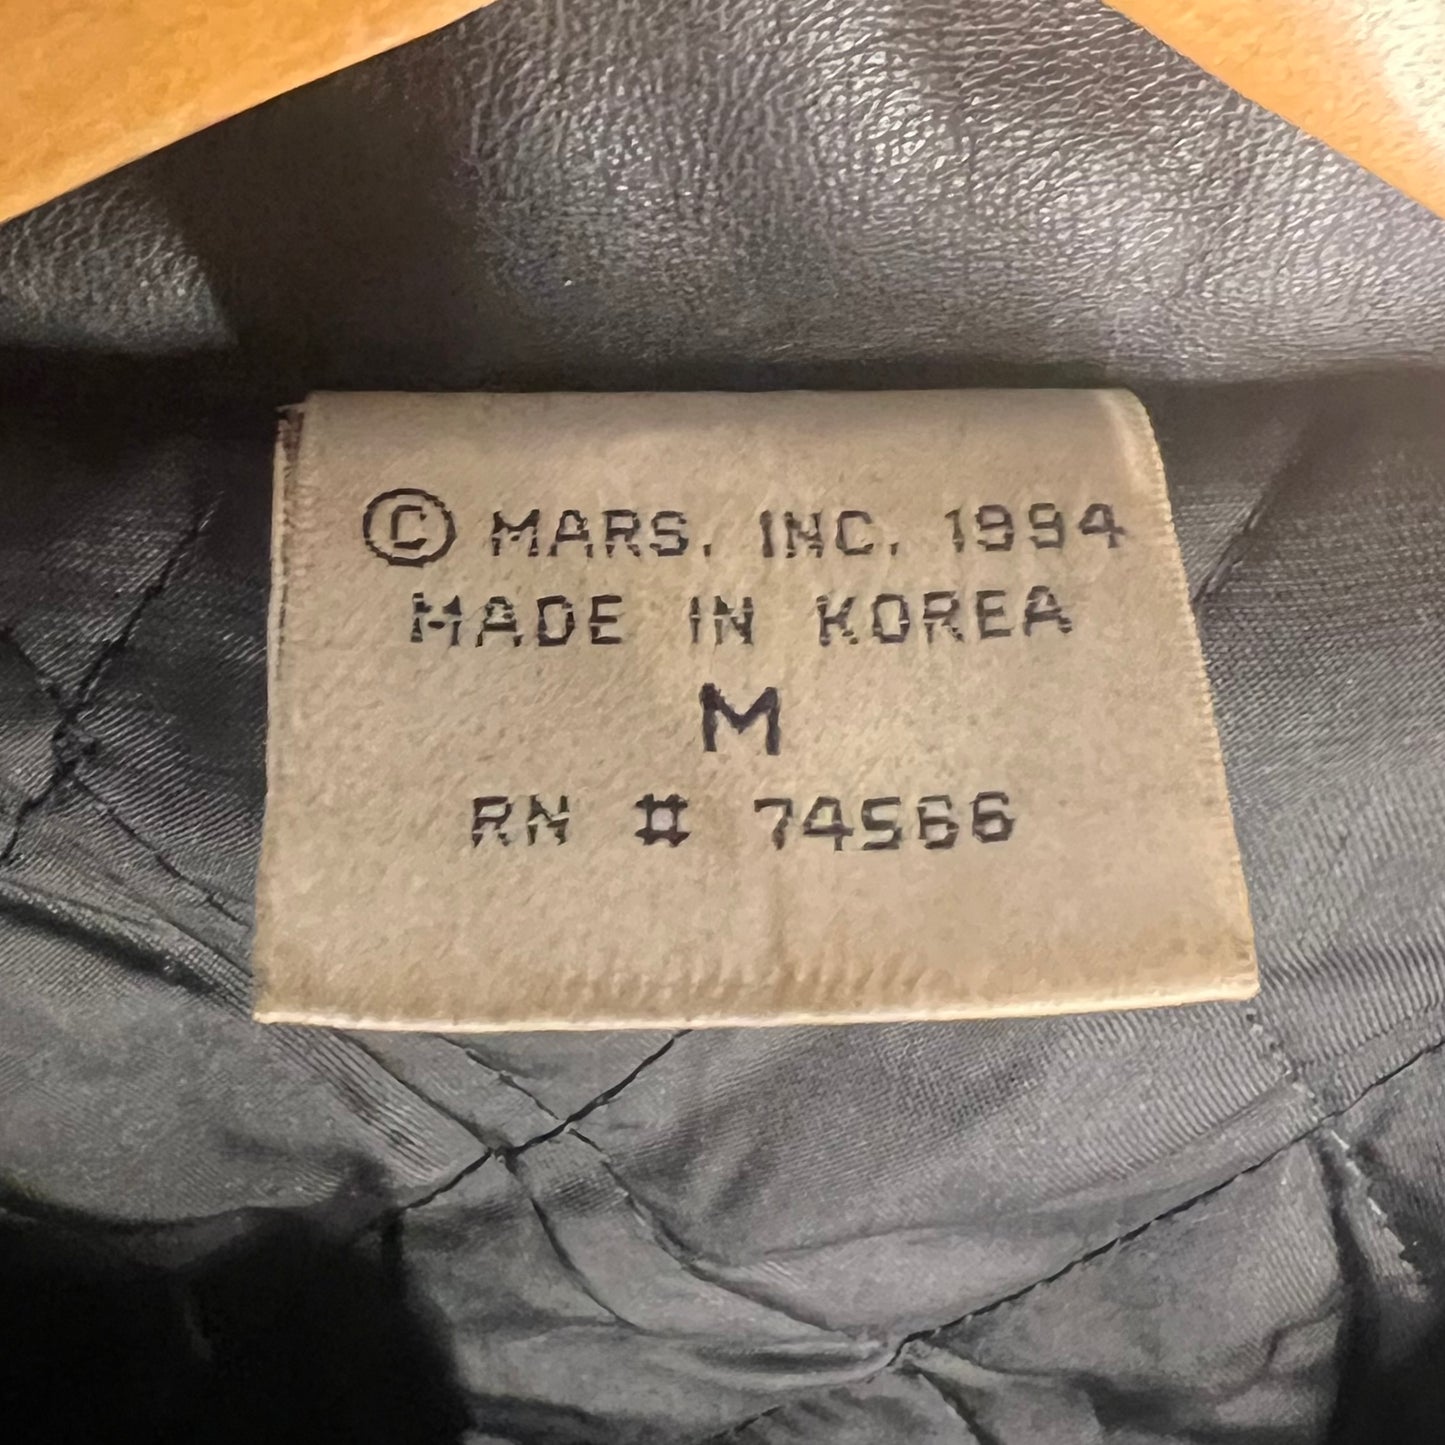 © MARS, INC. 1994
MADE IN KOREA
M
RN # 74566